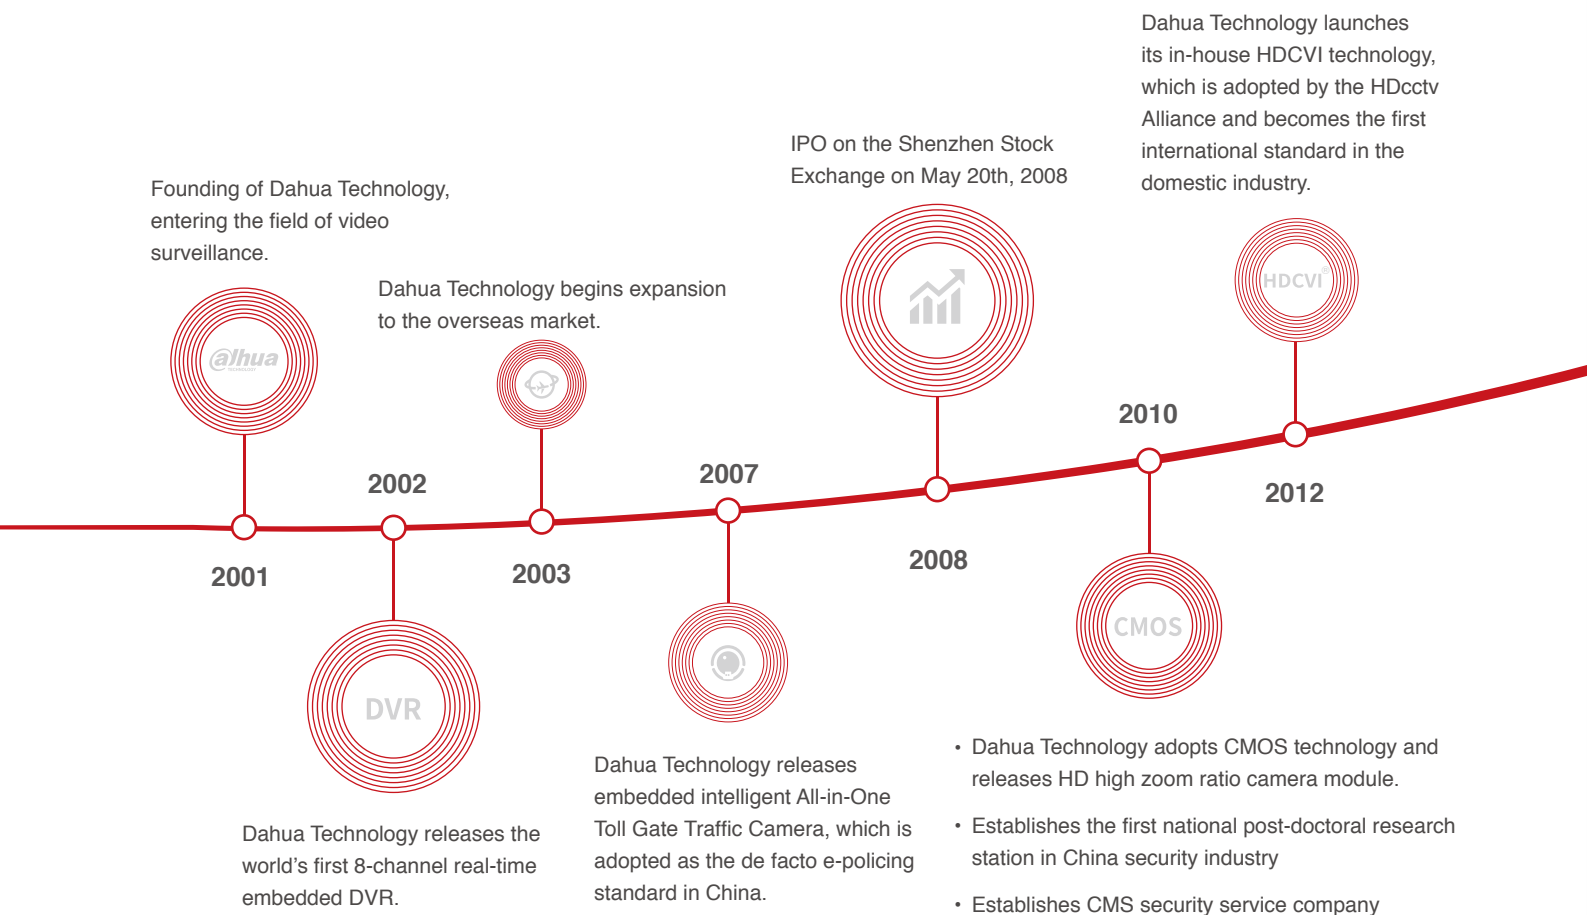 Founding of Dahua Technology,
entering the field of video
surveillance.
alhua
TECHNOLOGY
2001
2002
DVR
Dahua Technology releases the
world's first 8-channel real-time
embedded DVR.
Dahua Technology begins expansion
to the overseas market.
2003
2007
Dahua Technology releases
embedded intelligent All-in-One
Toll Gate Traffic Camera, which is
adopted as the de facto e-policing
standard in China.
IPO on the Shenzhen Stock
Exchange on May 20th, 2008
2008
2010
CMOS
• Dahua Technology adopts CMOS technology and
releases HD high zoom ratio camera module.
• Establishes the first national post-doctoral research
station in China security industry
• Establishes CMS security service company
Dahua Technology launches
its in-house HDCVI technology,
which is adopted by the HDcctv
Alliance and becomes the first
international standard in the
domestic industry.
HDCVI®
2012